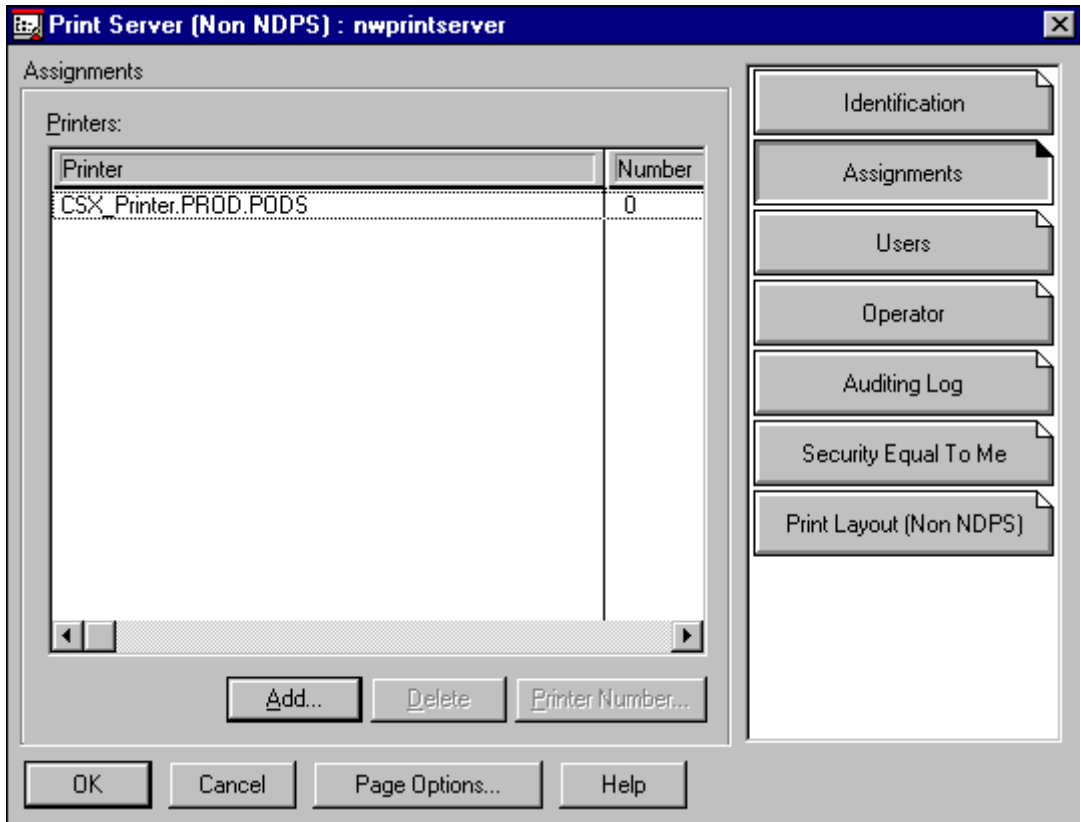 Print Server (Non NDPS) : nwprintserver
Assignments
Printers:
Printer Number
CSX_Printer.PROD.PODS 0
Add... Delete Printer Number...
OK Cancel Page Options... Help
Identification
Assignments
Users
Operator
Auditing Log
Security Equal To Me
Print Layout (Non NDPS)